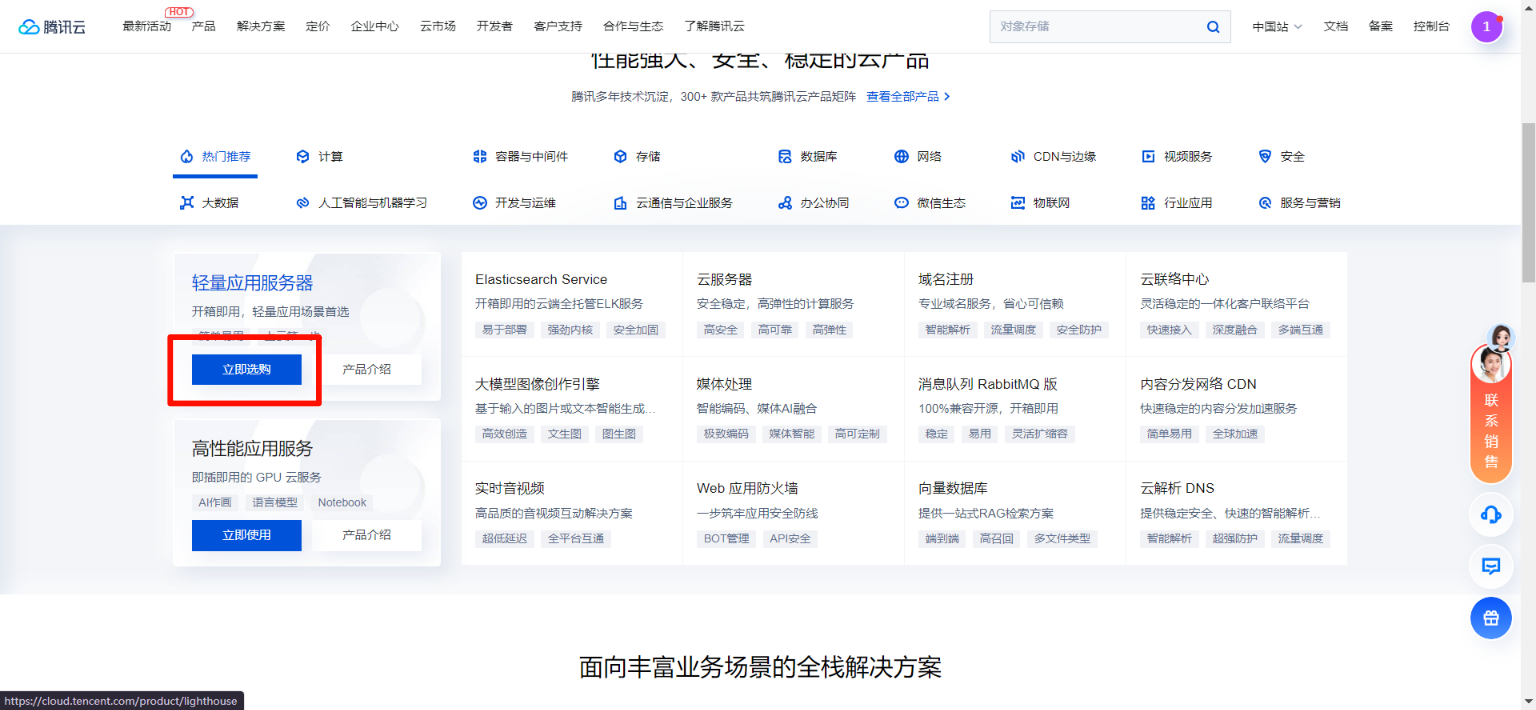 腾讯云
最新活动
HOT
产品
解决方案
定价
企业中心
云市场
开发者
客户支持
合作与生态
了解腾讯云
对象存储
中国站
文档
备案
控制台
1
性能强大、安全、稳定的云产品
腾讯多年技术沉淀，300+ 款产品共筑腾讯云产品矩阵 查看全部产品
热门推荐
计算
容器与中间件
存储
数据库
网络
CDN与边缘
视频服务
安全
大数据
人工智能与机器学习
开发与运维
云通信与企业服务
办公协同
微信生态
物联网
行业应用
服务与营销
轻量应用服务器
开箱即用，轻量应用场景首选
立即选购
产品介绍
高性能应用服务
即插即用的 GPU 云服务
AI作画 语言模型 Notebook
立即使用
产品介绍
Elasticsearch Service
开箱即用的云端全托管ELK服务
易于部署 强劲内核 安全加固
云服务器
安全稳定，高弹性的计算服务
高安全 高可靠 高弹性
域名注册
专业域名服务，省心可信赖
智能解析 流量调度 安全防护
云联络中心
灵活稳定的一体化客户联络平台
快速接入 深度融合 多端互通
大模型图像创作引擎
基于输入的图片或文本智能生成...
高效创造 文生图 图生图
媒体处理
智能编码、媒体AI融合
极致编码 媒体智能 高可定制
消息队列 RabbitMQ 版
100%兼容开源，开箱即用
稳定 易用 灵活扩缩容
内容分发网络 CDN
快速稳定的内容分发加速服务
简单易用 全球加速
实时音视频
高品质的音视频互动解决方案
超低延迟 全平台互通
Web 应用防火墙
一步筑牢应用安全防线
BOT管理 API安全
向量数据库
提供一站式RAG检索方案
端到端 高召回 多文件类型
云解析 DNS
提供稳定安全、快速的智能解析...
智能解析 超强防护 流量调度
联
系
销
售
面向丰富业务场景的全栈解决方案
https://cloud.tencent.com/product/lighthouse